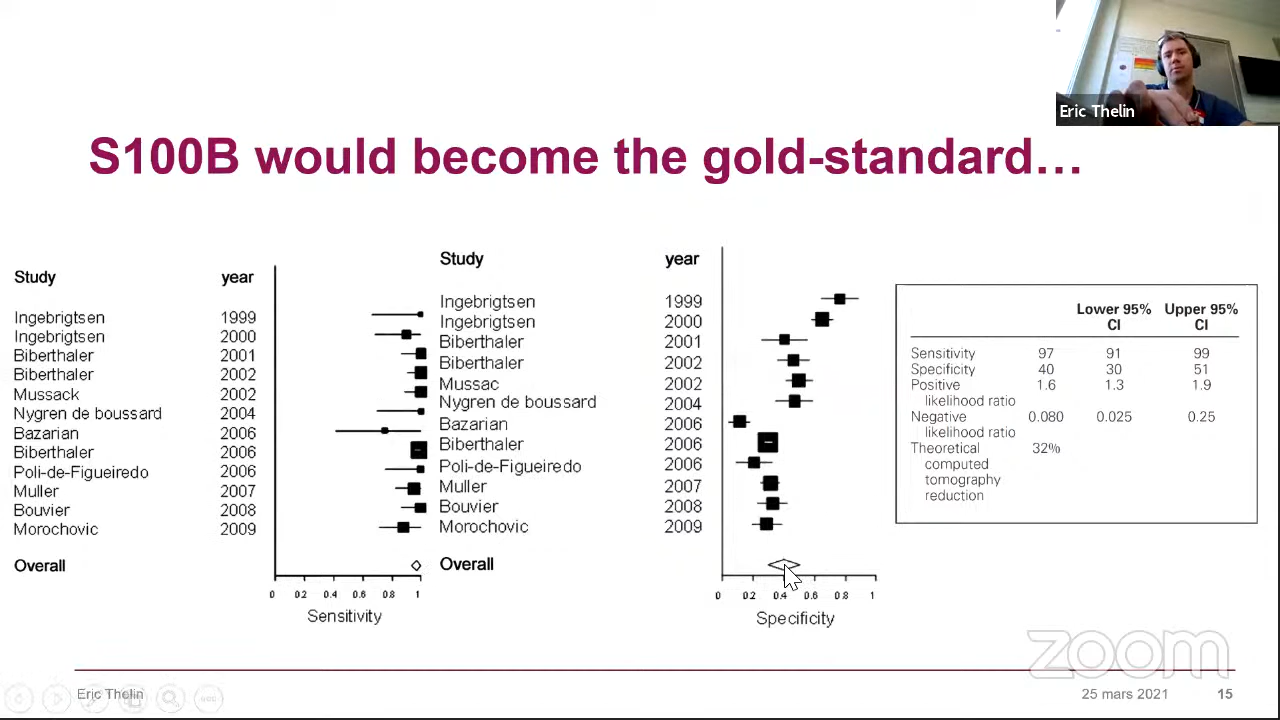 Eric Thelin
S100B would become the gold-standard…
Study year
Ingebrigtsen 1999
Ingebrigtsen 2000
Biberthaler 2001
Biberthaler 2002
Mussack 2002
Nygren de boussard 2004
Bazarian 2006
Biberthaler 2006
Poli-de-Figueiredo 2006
Muller 2007
Bouvier 2008
Morochovic 2009
Overall
0 0.2 0.4 0.6 0.8 1
Sensitivity
Study year
Ingebrigtsen 1999
Ingebrigtsen 2000
Biberthaler 2001
Biberthaler 2002
Mussac 2002
Nygren de boussard 2004
Bazarian 2006
Biberthaler 2006
Poli-de-Figueiredo 2006
Muller 2007
Bouvier 2008
Morochovic 2009
Overall
0 0.2 0.4 0.6 0.8 1
Specificity
Lower 95% Upper 95%
CI CI
Sensitivity 97 91 99
Specificity 40 30 51
Positive 1.6 1.3 1.9
likelihood ratio
Negative 0.080 0.025 0.25
likelihood ratio
Theoretical 32%
computed
tomography
reduction
zoom
Eric Thelin 25 mars 2021 15